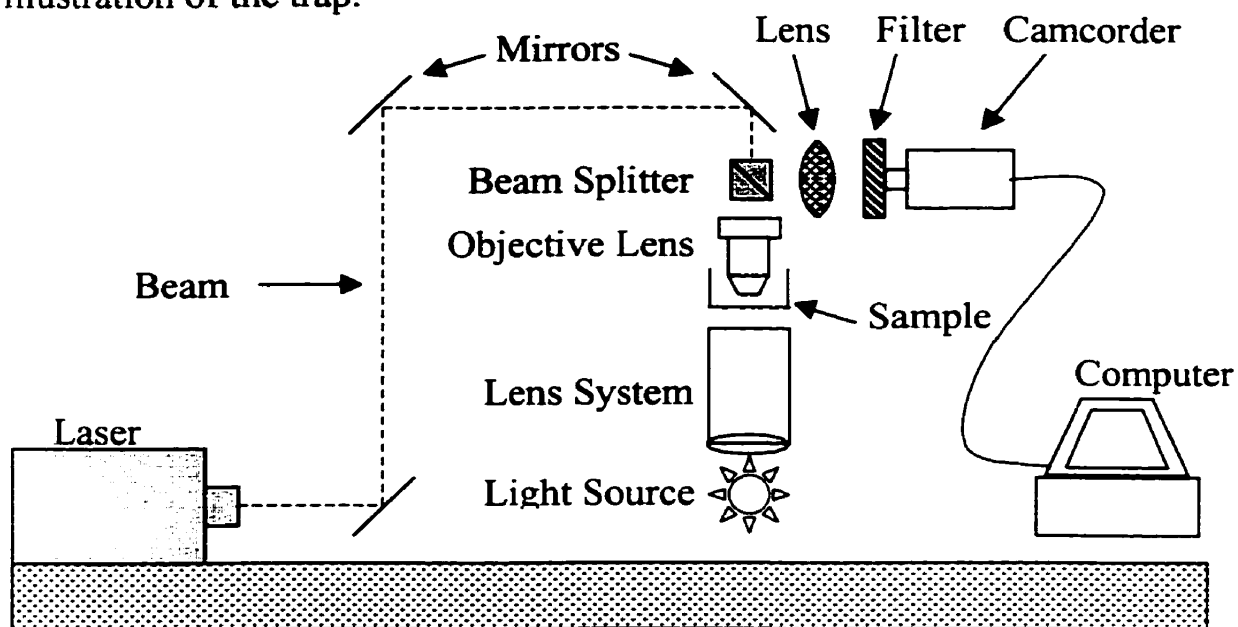 illustration of the trap.
Lens Filter Camcorder
Mirrors
Beam Splitter
Objective Lens
Beam
Sample
Lens System
Computer
Laser
Light Source